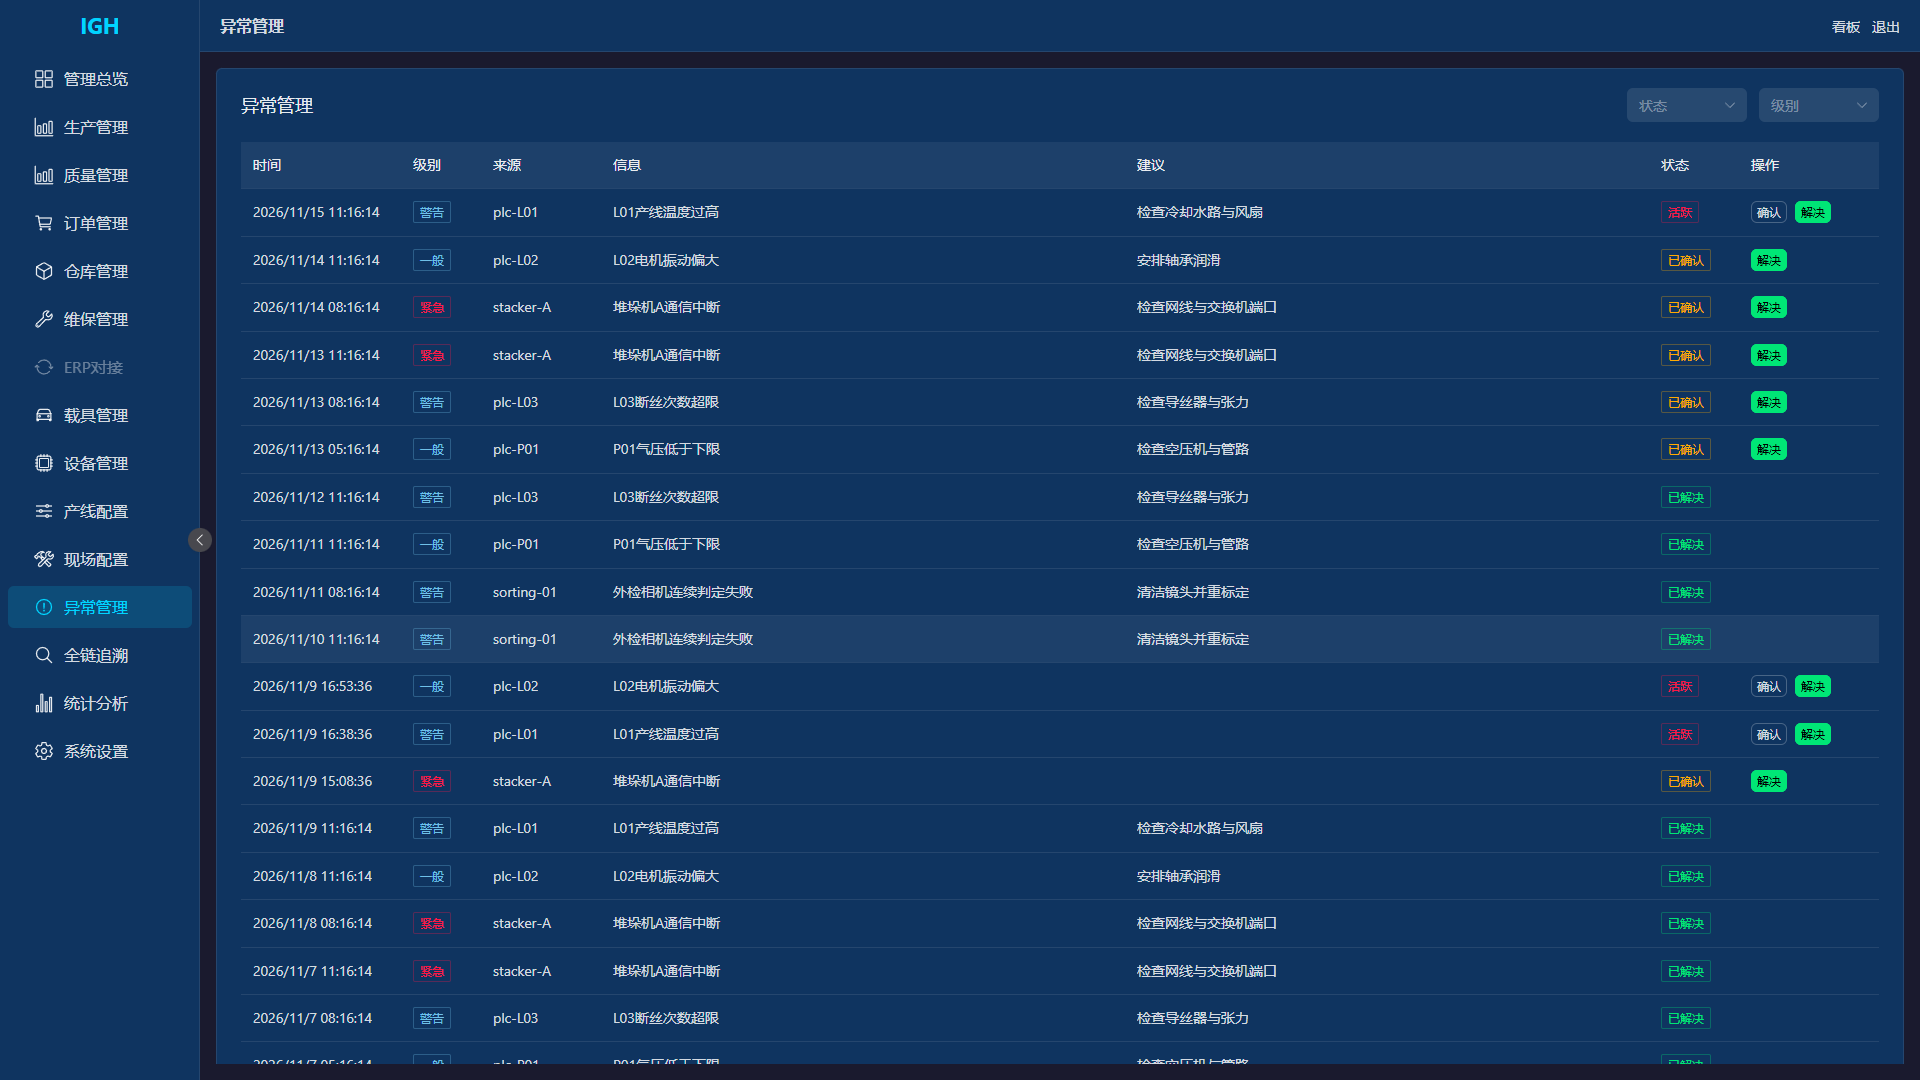 IGH
异常管理
看板 退出
管理总览
生产管理
质量管理
订单管理
仓库管理
维保管理
ERP对接
载具管理
设备管理
产线配置
现场配置
异常管理
全链追溯
统计分析
系统设置
异常管理
状态 级别
时间 级别 来源 信息 建议 状态 操作
2026/11/15 11:16:14 警告 plc-L01 L01产线温度过高 检查冷却水路与风扇 活跃 确认 解决
2026/11/14 11:16:14 一般 plc-L02 L02电机振动偏大 安排轴承润滑 已确认 解决
2026/11/14 08:16:14 紧急 stacker-A 堆垛机A通信中断 检查网线与交换机端口 已确认 解决
2026/11/13 11:16:14 紧急 stacker-A 堆垛机A通信中断 检查网线与交换机端口 已确认 解决
2026/11/13 08:16:14 警告 plc-L03 L03断丝次数超限 检查导丝器与张力 已确认 解决
2026/11/13 05:16:14 一般 plc-P01 P01气压低于下限 检查空压机与管路 已确认 解决
2026/11/12 11:16:14 警告 plc-L03 L03断丝次数超限 检查导丝器与张力 已解决
2026/11/11 11:16:14 一般 plc-P01 P01气压低于下限 检查空压机与管路 已解决
2026/11/11 08:16:14 警告 sorting-01 外检相机连续判定失败 清洁镜头并重标定 已解决
2026/11/10 11:16:14 警告 sorting-01 外检相机连续判定失败 清洁镜头并重标定 已解决
2026/11/9 16:53:36 一般 plc-L02 L02电机振动偏大 活跃 确认 解决
2026/11/9 16:38:36 警告 plc-L01 L01产线温度过高 活跃 确认 解决
2026/11/9 15:08:36 紧急 stacker-A 堆垛机A通信中断 已确认 解决
2026/11/9 11:16:14 警告 plc-L01 L01产线温度过高 检查冷却水路与风扇 已解决
2026/11/8 11:16:14 一般 plc-L02 L02电机振动偏大 安排轴承润滑 已解决
2026/11/8 08:16:14 紧急 stacker-A 堆垛机A通信中断 检查网线与交换机端口 已解决
2026/11/7 11:16:14 紧急 stacker-A 堆垛机A通信中断 检查网线与交换机端口 已解决
2026/11/7 08:16:14 警告 plc-L03 L03断丝次数超限 检查导丝器与张力 已解决
2026/11/7 05:16:14 一般 plc-P01 P01气压低于下限 检查空压机与管路 已解决